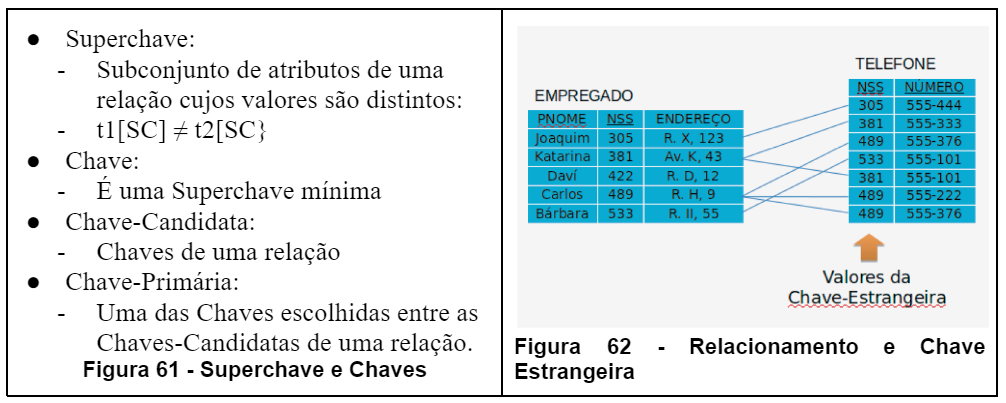 ● Superchave:
- Subconjunto de atributos de uma
relação cujos valores são distintos:
- t1[SC] ≠ t2[SC}
● Chave:
- É uma Superchave mínima
● Chave-Candidata:
- Chaves de uma relação
● Chave-Primária:
- Uma das Chaves escolhidas entre as
Chaves-Candidatas de uma relação.
Figura 61 - Superchave e Chaves
EMPREGADO
PNOME NSS ENDEREÇO
Joaquim 305 R. X, 123
Katarina 381 Av. K, 43
Daví 422 R. D, 12
Carlos 489 R. H, 9
Bárbara 533 R. II, 55
TELEFONE
NSS NÚMERO
305 555-444
381 555-333
489 555-376
533 555-101
381 555-101
489 555-222
489 555-376
Valores da
Chave-Estrangeira
Figura 62 - Relacionamento e Chave
Estrangeira